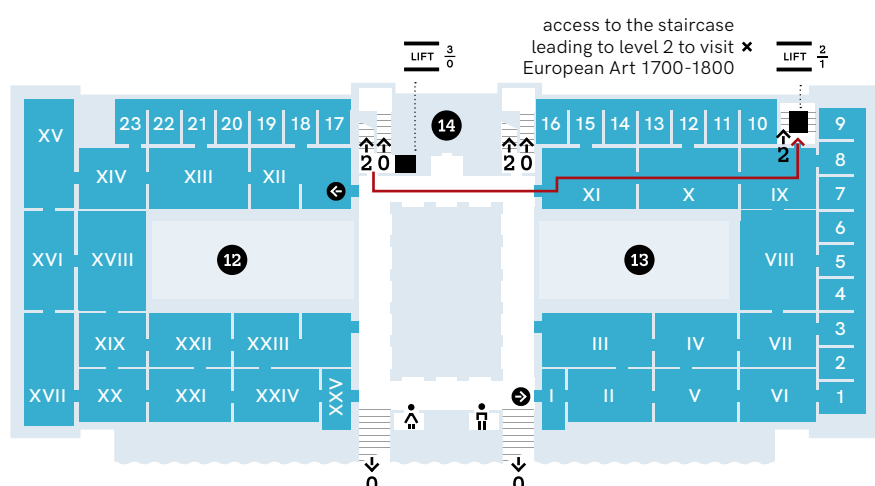 access to the staircase
leading to level 2 to visit ×
European Art 1700-1800
LIFT 3/0
LIFT 2/1
XV
23 22 21 20 19 18 17
14
16 15 14 13 12 11 10
9
2 0
2 0
2
8
XIV XIII XII
XI X IX
7
6
XVI XVIII
12
13
VIII
5
4
3
XIX XXII XXIII
III IV VII
2
XVII XX XXI XXIV XXV
I II V VI
1
0
0